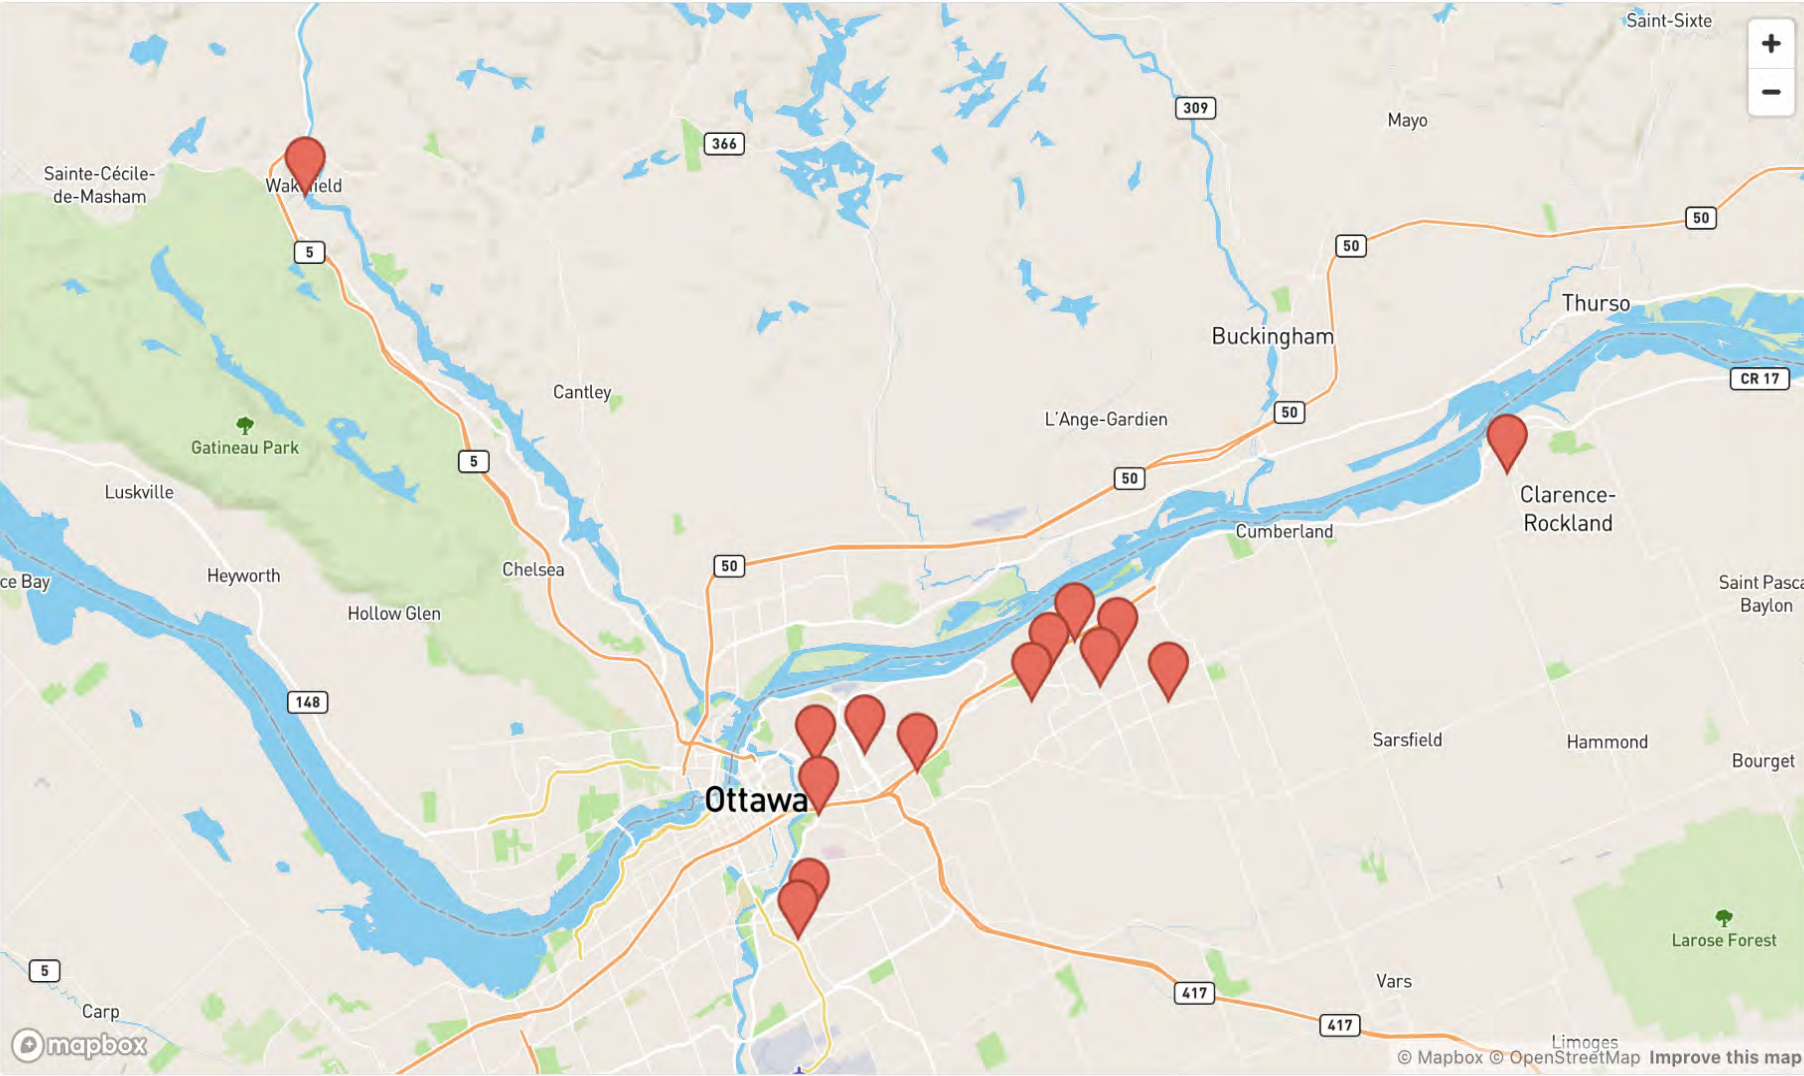 Saint-Sixte
+
−
309
Mayo
366
Sainte-Cécile-
de-Masham
50
50
5
Thurso
Buckingham
CR 17
Cantley
50
L'Ange-Gardien
Gatineau Park
5
50
Luskville
Clarence-
Rockland
Cumberland
50
Chelsea
Heyworth
ce Bay
Saint Pasca
Baylon
Hollow Glen
148
Sarsfield
Hammond
Bourget
Ottawa
Larose Forest
5
Vars
417
Carp
417
Limoges
mapbox
© Mapbox © OpenStreetMap Improve this map